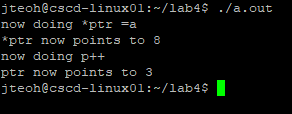 jteoh@cscd-linux01:~/lab4$ ./a.out
now doing *ptr =a
*ptr now points to 8
now doing p++
ptr now points to 3
jteoh@cscd-linux01:~/lab4$